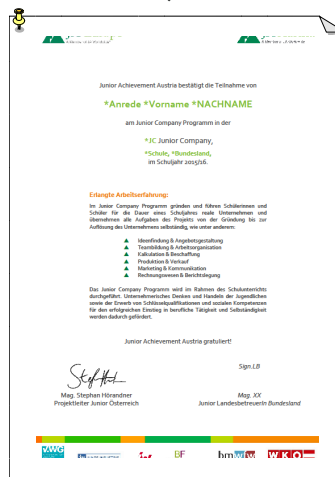 Junior Achievement Austria bestätigt die Teilnahme von
*Anrede *Vorname *NACHNAME
am Junior Company Programm in der
*JC Junior Company,
*Schule, *Bundesland,
im Schuljahr 2015/16.
Erlangte Arbeitserfahrung:
Im Junior Company Programm gründen und führen Schülerinnen und
Schüler für die Dauer eines Schuljahres reale Unternehmen und
übernehmen alle Aufgaben des Projekts von der Gründung bis zur
Auflösung des Unternehmens selbständig, wie unter anderem:
Ideenfindung & Angebotsgestaltung
Teambildung & Arbeitsorganisation
Kalkulation & Beschaffung
Produktion & Verkauf
Marketing & Kommunikation
Rechnungswesen & Berichtslegung
Das Junior Company Programm wird im Rahmen des Schulunterrichts
durchgeführt. Unternehmerisches Denken und Handeln der Jugendlichen
sowie der Erwerb von Schlüsselqualifikationen und sozialen Kompetenzen
für den erfolgreichen Einstieg in berufliche Tätigkeit und Selbständigkeit
werden dadurch gefördert.
Junior Achievement Austria gratuliert!
Sign.LB
Mag. Stephan Hörandner
Projektleiter Junior Österreich
Mag. XX
Junior Landesbetreuerln Bundesland
bmwfw WKO